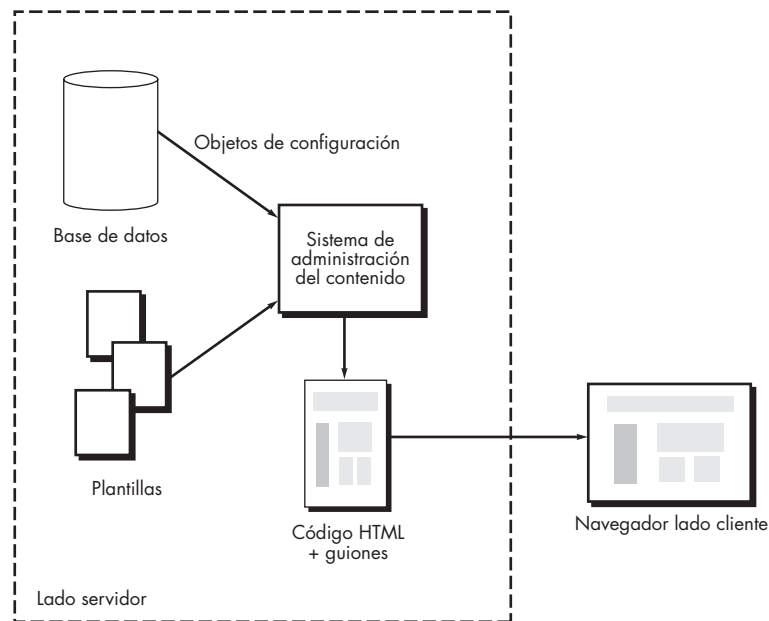 Objetos de configuración
Base de datos
Sistema de
administración
del contenido
Plantillas
Código HTML
+ guiones
Navegador lado cliente
Lado servidor